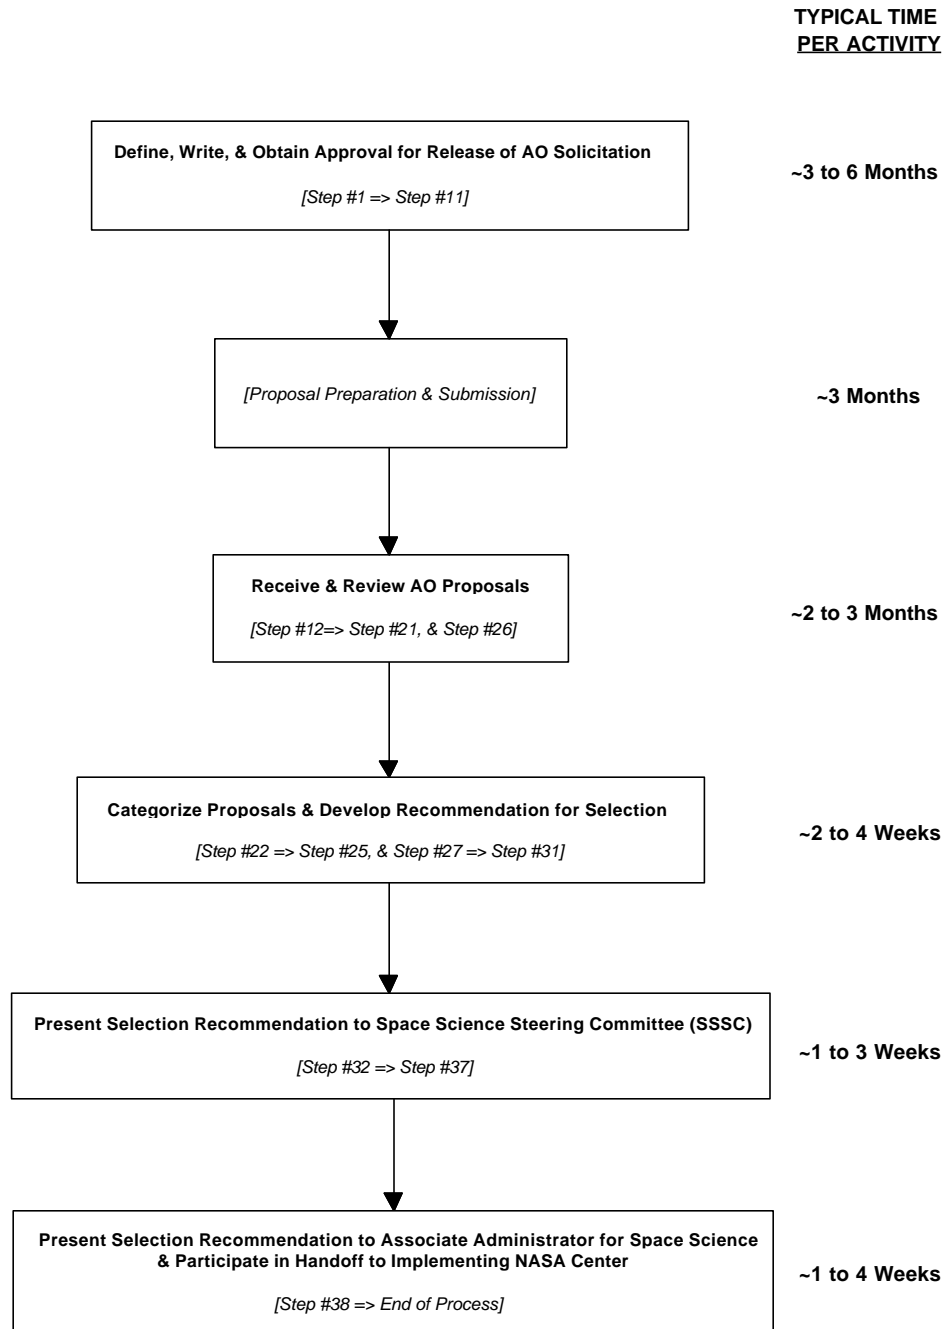 TYPICAL TIME
PER ACTIVITY
Define, Write, & Obtain Approval for Release of AO Solicitation
[Step #1 => Step #11]
~3 to 6 Months
[Proposal Preparation & Submission]
~3 Months
Receive & Review AO Proposals
[Step #12=> Step #21, & Step #26]
~2 to 3 Months
Categorize Proposals & Develop Recommendation for Selection
[Step #22 => Step #25, & Step #27 => Step #31]
~2 to 4 Weeks
Present Selection Recommendation to Space Science Steering Committee (SSSC)
[Step #32 => Step #37]
~1 to 3 Weeks
Present Selection Recommendation to Associate Administrator for Space Science
& Participate in Handoff to Implementing NASA Center
[Step #38 => End of Process]
~1 to 4 Weeks